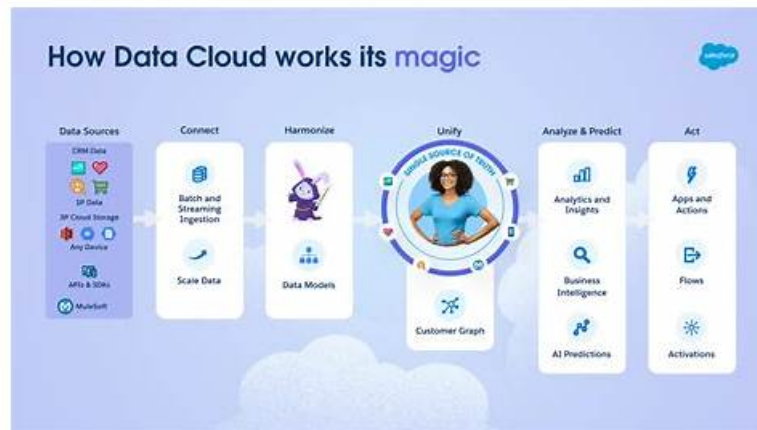 How Data Cloud works its magic
salesforce
Data Sources
CRM Data
1P Data
3P Cloud Storage
Any Device
APIs & SDKs
MuleSoft
Connect
Batch and
Streaming
Ingestion
Scale Data
Harmonize
Data Models
Unify
SINGLE SOURCE OF TRUTH
Customer Graph
Analyze & Predict
Analytics and
Insights
Business
Intelligence
AI Predictions
Act
Apps and
Actions
Flows
Activations